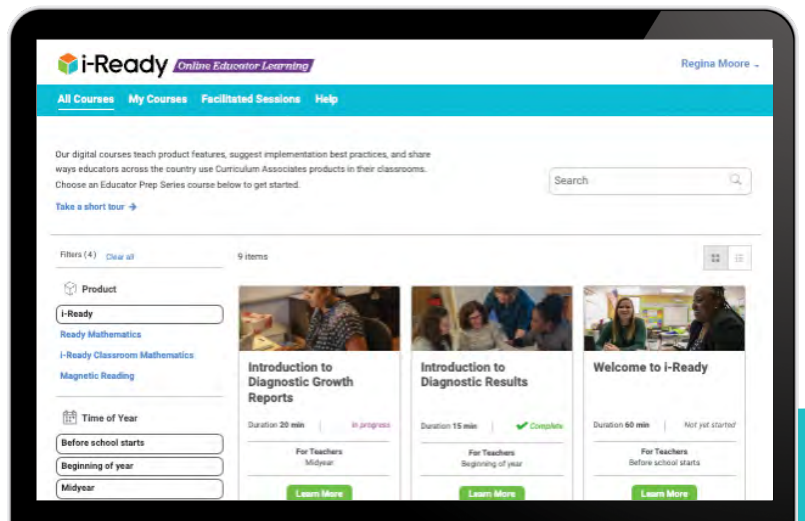 i-Ready Online Educator Learning
Regina Moore
All Courses My Courses Facilitated Sessions Help
Our digital courses teach product features, suggest implementation best practices, and share
ways educators across the country use Curriculum Associates products in their classrooms.
Choose an Educator Prep Series course below to get started.
Search
Take a short tour →
Filters (4) Clear all
9 items
Product
i-Ready
Ready Mathematics
i-Ready Classroom Mathematics
Magnetic Reading
Time of Year
Before school starts
Beginning of year
Midyear
Introduction to
Diagnostic Growth
Reports
Duration 20 min
in progress
For Teachers
Midyear
Learn More
Introduction to
Diagnostic Results
Duration 15 min
Complete
For Teachers
Beginning of year
Learn More
Welcome to i-Ready
Duration 60 min
Not yet started
For Teachers
Before school starts
Learn More